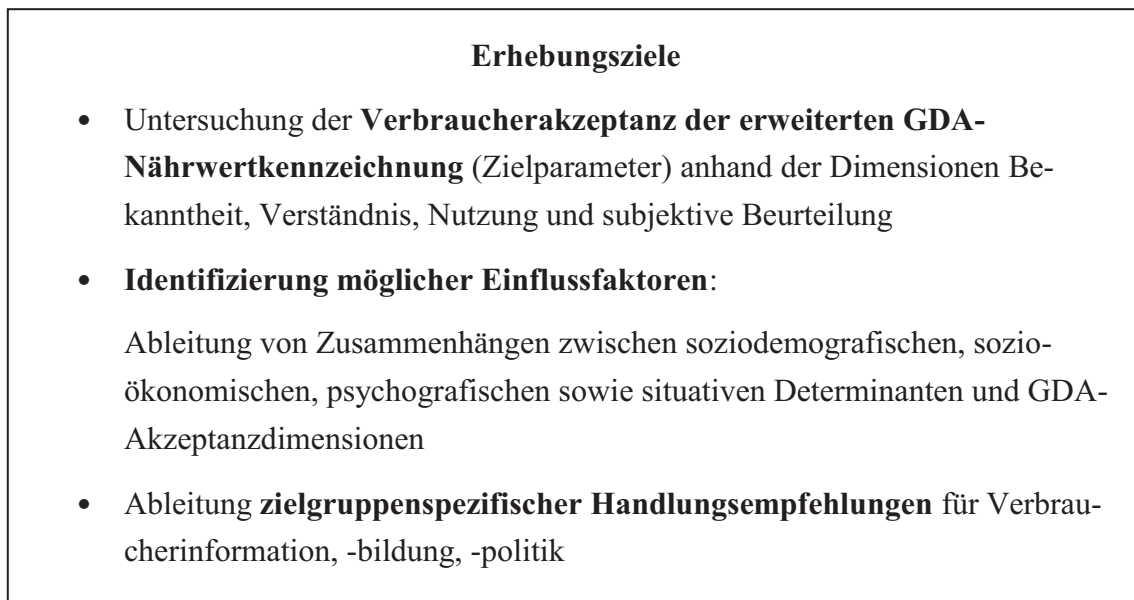 Erhebungsziele
• Untersuchung der Verbraucherakzeptanz der erweiterten GDA-
Nährwertkennzeichnung (Zielparameter) anhand der Dimensionen Be-
kanntheit, Verständnis, Nutzung und subjektive Beurteilung
• Identifizierung möglicher Einflussfaktoren:
Ableitung von Zusammenhängen zwischen soziodemografischen, sozio-
ökonomischen, psychografischen sowie situativen Determinanten und GDA-
Akzeptanzdimensionen
• Ableitung zielgruppenspezifischer Handlungsempfehlungen für Verbrau-
cherinformation, -bildung, -politik